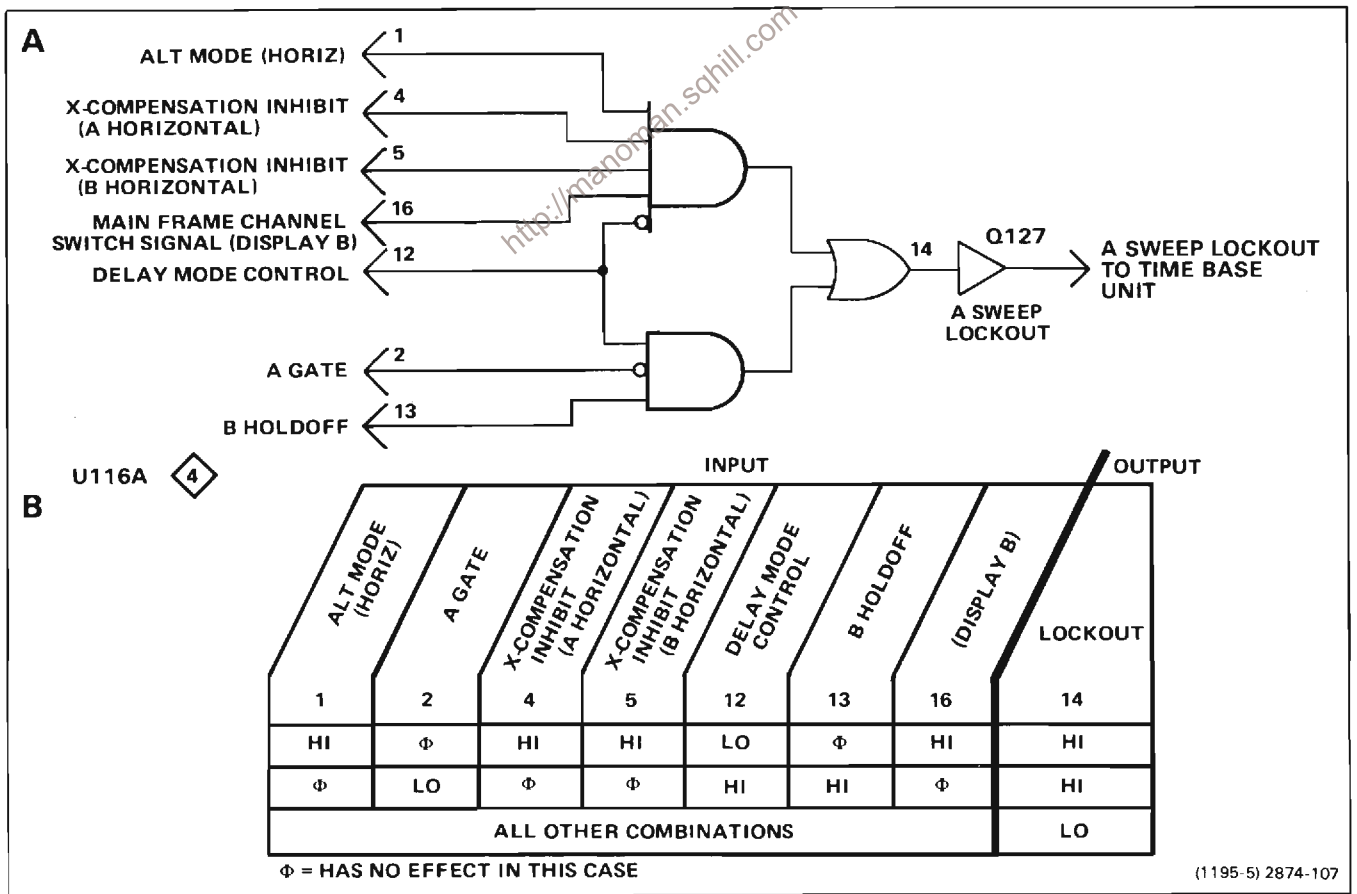 A
1
ALT MODE (HORIZ)
4
X-COMPENSATION INHIBIT
(A HORIZONTAL)
5
X-COMPENSATION INHIBIT
(B HORIZONTAL)
16
MAIN FRAME CHANNEL
SWITCH SIGNAL (DISPLAY B)
12
DELAY MODE CONTROL
2
A GATE
13
B HOLDOFF
14
Q127
A SWEEP
LOCKOUT
A SWEEP LOCKOUT
TO TIME BASE
UNIT
http://manoman.sqhill.com
U116A 4
B
INPUT
OUTPUT
ALT MODE
(HORIZ)
A GATE
X-COMPENSATION
INHIBIT
(A HORIZONTAL)
X-COMPENSATION
INHIBIT
(B HORIZONTAL)
DELAY MODE
CONTROL
B HOLDOFF
(DISPLAY B)
LOCKOUT
1 2 4 5 12 13 16 14
HI Φ HI HI LO Φ HI HI
Φ LO Φ Φ HI HI Φ HI
ALL OTHER COMBINATIONS LO
Φ = HAS NO EFFECT IN THIS CASE
(1195-5) 2874-107